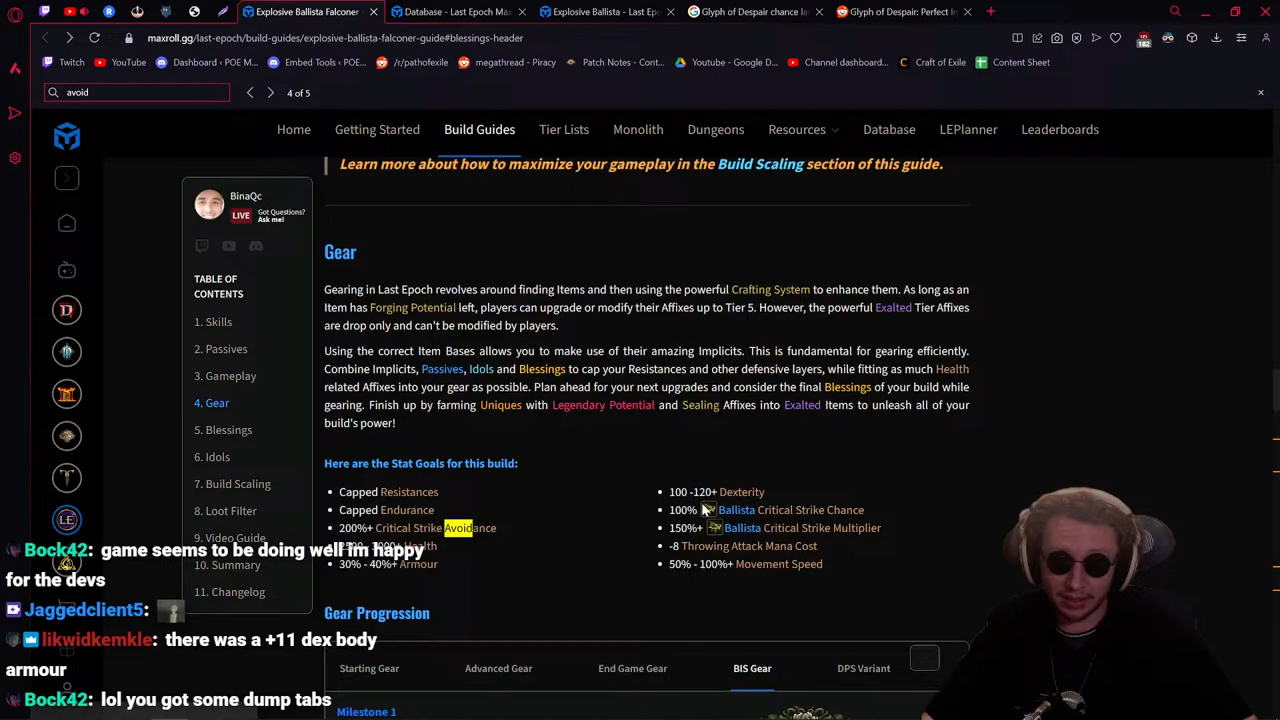 Explosive Ballista Falconer
Database - Last Epoch Max
Explosive Ballista - Last Ep
Glyph of Despair chance la
Glyph of Despair: Perfect In
maxroll.gg/last-epoch/build-guides/explosive-ballista-falconer-guide#blessings-header
182
Twitch
YouTube
Dashboard ‹ POE M...
Embed Tools ‹ POE...
/r/pathofexile
megathread - Piracy
Patch Notes - Cont...
Youtube - Google D...
Channel dashboard...
Craft of Exile
Content Sheet
avoid
4 of 5
Home
Getting Started
Build Guides
Tier Lists
Monolith
Dungeons
Resources
Database
LEPlanner
Leaderboards
Learn more about how to maximize your gameplay in the Build Scaling section of this guide.
BinaQc
LIVE
Got Questions?
Ask me!
TABLE OF
CONTENTS
1. Skills
2. Passives
3. Gameplay
4. Gear
5. Blessings
6. Idols
7. Build Scaling
8. Loot Filter
9. Video Guide
10. Summary
11. Changelog
Gear
Gearing in Last Epoch revolves around finding Items and then using the powerful Crafting System to enhance them. As long as an
Item has Forging Potential left, players can upgrade or modify their Affixes up to Tier 5. However, the powerful Exalted Tier Affixes
are drop only and can't be modified by players.
Using the correct Item Bases allows you to make use of their amazing Implicits. This is fundamental for gearing efficiently.
Combine Implicits, Passives, Idols and Blessings to cap your Resistances and other defensive layers, while fitting as much Health
related Affixes into your gear as possible. Plan ahead for your next upgrades and consider the final Blessings of your build while
gearing. Finish up by farming Uniques with Legendary Potential and Sealing Affixes into Exalted Items to unleash all of your
build's power!
Here are the Stat Goals for this build:
Capped Resistances
Capped Endurance
200%+ Critical Strike Avoidance
Health
30% - 40%+ Armour
100 -120+ Dexterity
100% Ballista Critical Strike Chance
150%+ Ballista Critical Strike Multiplier
-8 Throwing Attack Mana Cost
50% - 100%+ Movement Speed
Gear Progression
Starting Gear
Advanced Gear
End Game Gear
BIS Gear
DPS Variant
Milestone 1
Bock42: game seems to be doing well i'm happy
for the devs
Jaggedclient5:
likwidkemkle: there was a +11 dex body
armour
Bock42: lol you got some dump tabs